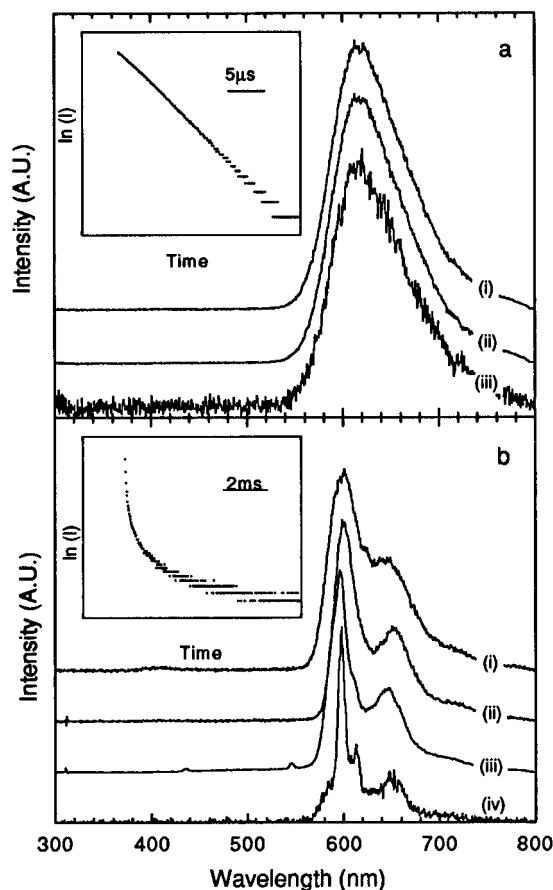 a
5μs
ln (I)
Time
Intensity (A.U.)
(i)
(ii)
(iii)
b
2ms
ln (I)
Time
Intensity (A.U.)
(i)
(ii)
(iii)
(iv)
300 400 500 600 700 800
Wavelength (nm)